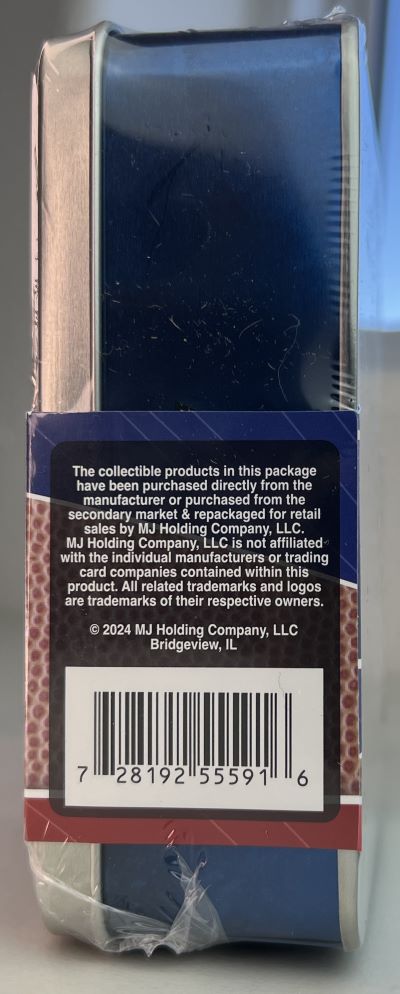 The collectible products in this package
have been purchased directly from the
manufacturer or purchased from the
secondary market & repackaged for retail
sales by MJ Holding Company, LLC.
MJ Holding Company, LLC is not affiliated
with the individual manufacturers or trading
card companies contained within this
product. All related trademarks and logos
are trademarks of their respective owners.
© 2024 MJ Holding Company, LLC
Bridgeview, IL
7 28192 55591 6